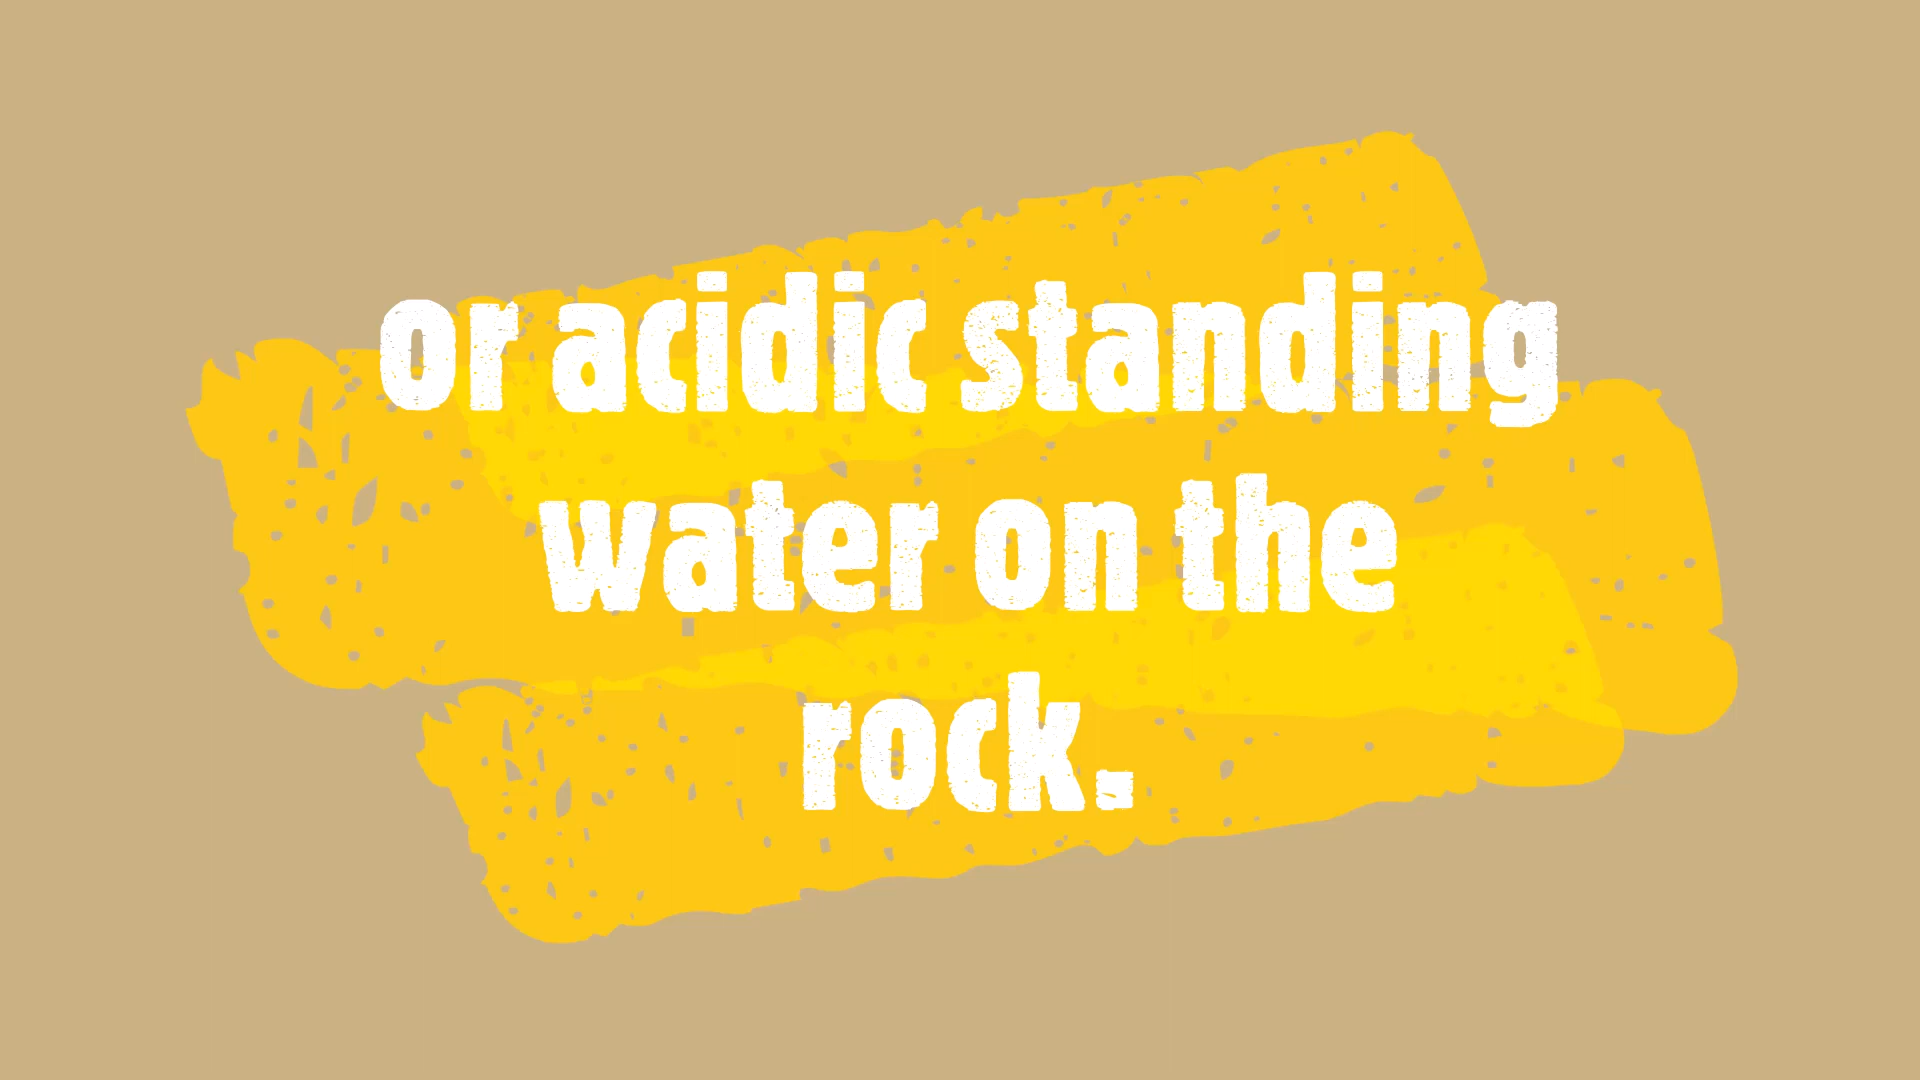 or acidic standing
water on the
rock.